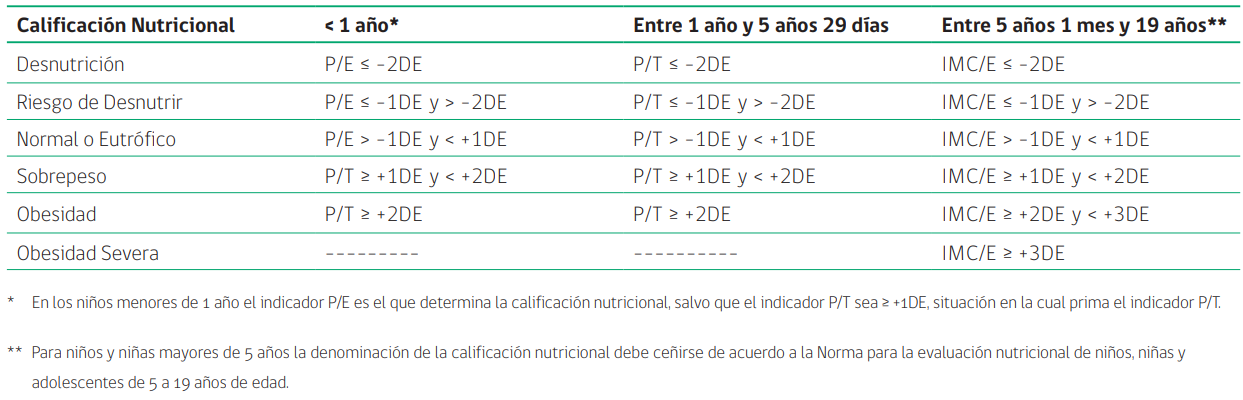 Calificación Nutricional < 1 año* Entre 1 año y 5 años 29 días Entre 5 años 1 mes y 19 años**
Desnutrición P/E ≤ -2DE P/T ≤ -2DE IMC/E ≤ -2DE
Riesgo de Desnutrir P/E ≤ -1DE y > -2DE P/T ≤ -1DE y > -2DE IMC/E ≤ -1DE y > -2DE
Normal o Eutrófico P/E > -1DE y < +1DE P/T > -1DE y < +1DE IMC/E > -1DE y < +1DE
Sobrepeso P/T ≥ +1DE y < +2DE P/T ≥ +1DE y < +2DE IMC/E ≥ +1DE y < +2DE
Obesidad P/T ≥ +2DE P/T ≥ +2DE IMC/E ≥ +2DE y < +3DE
Obesidad Severa --------- ---------- IMC/E ≥ +3DE
* En los niños menores de 1 año el indicador P/E es el que determina la calificación nutricional, salvo que el indicador P/T sea ≥ +1DE, situación en la cual prima el indicador P/T.
** Para niños y niñas mayores de 5 años la denominación de la calificación nutricional debe ceñirse de acuerdo a la Norma para la evaluación nutricional de niños, niñas y
adolescentes de 5 a 19 años de edad.